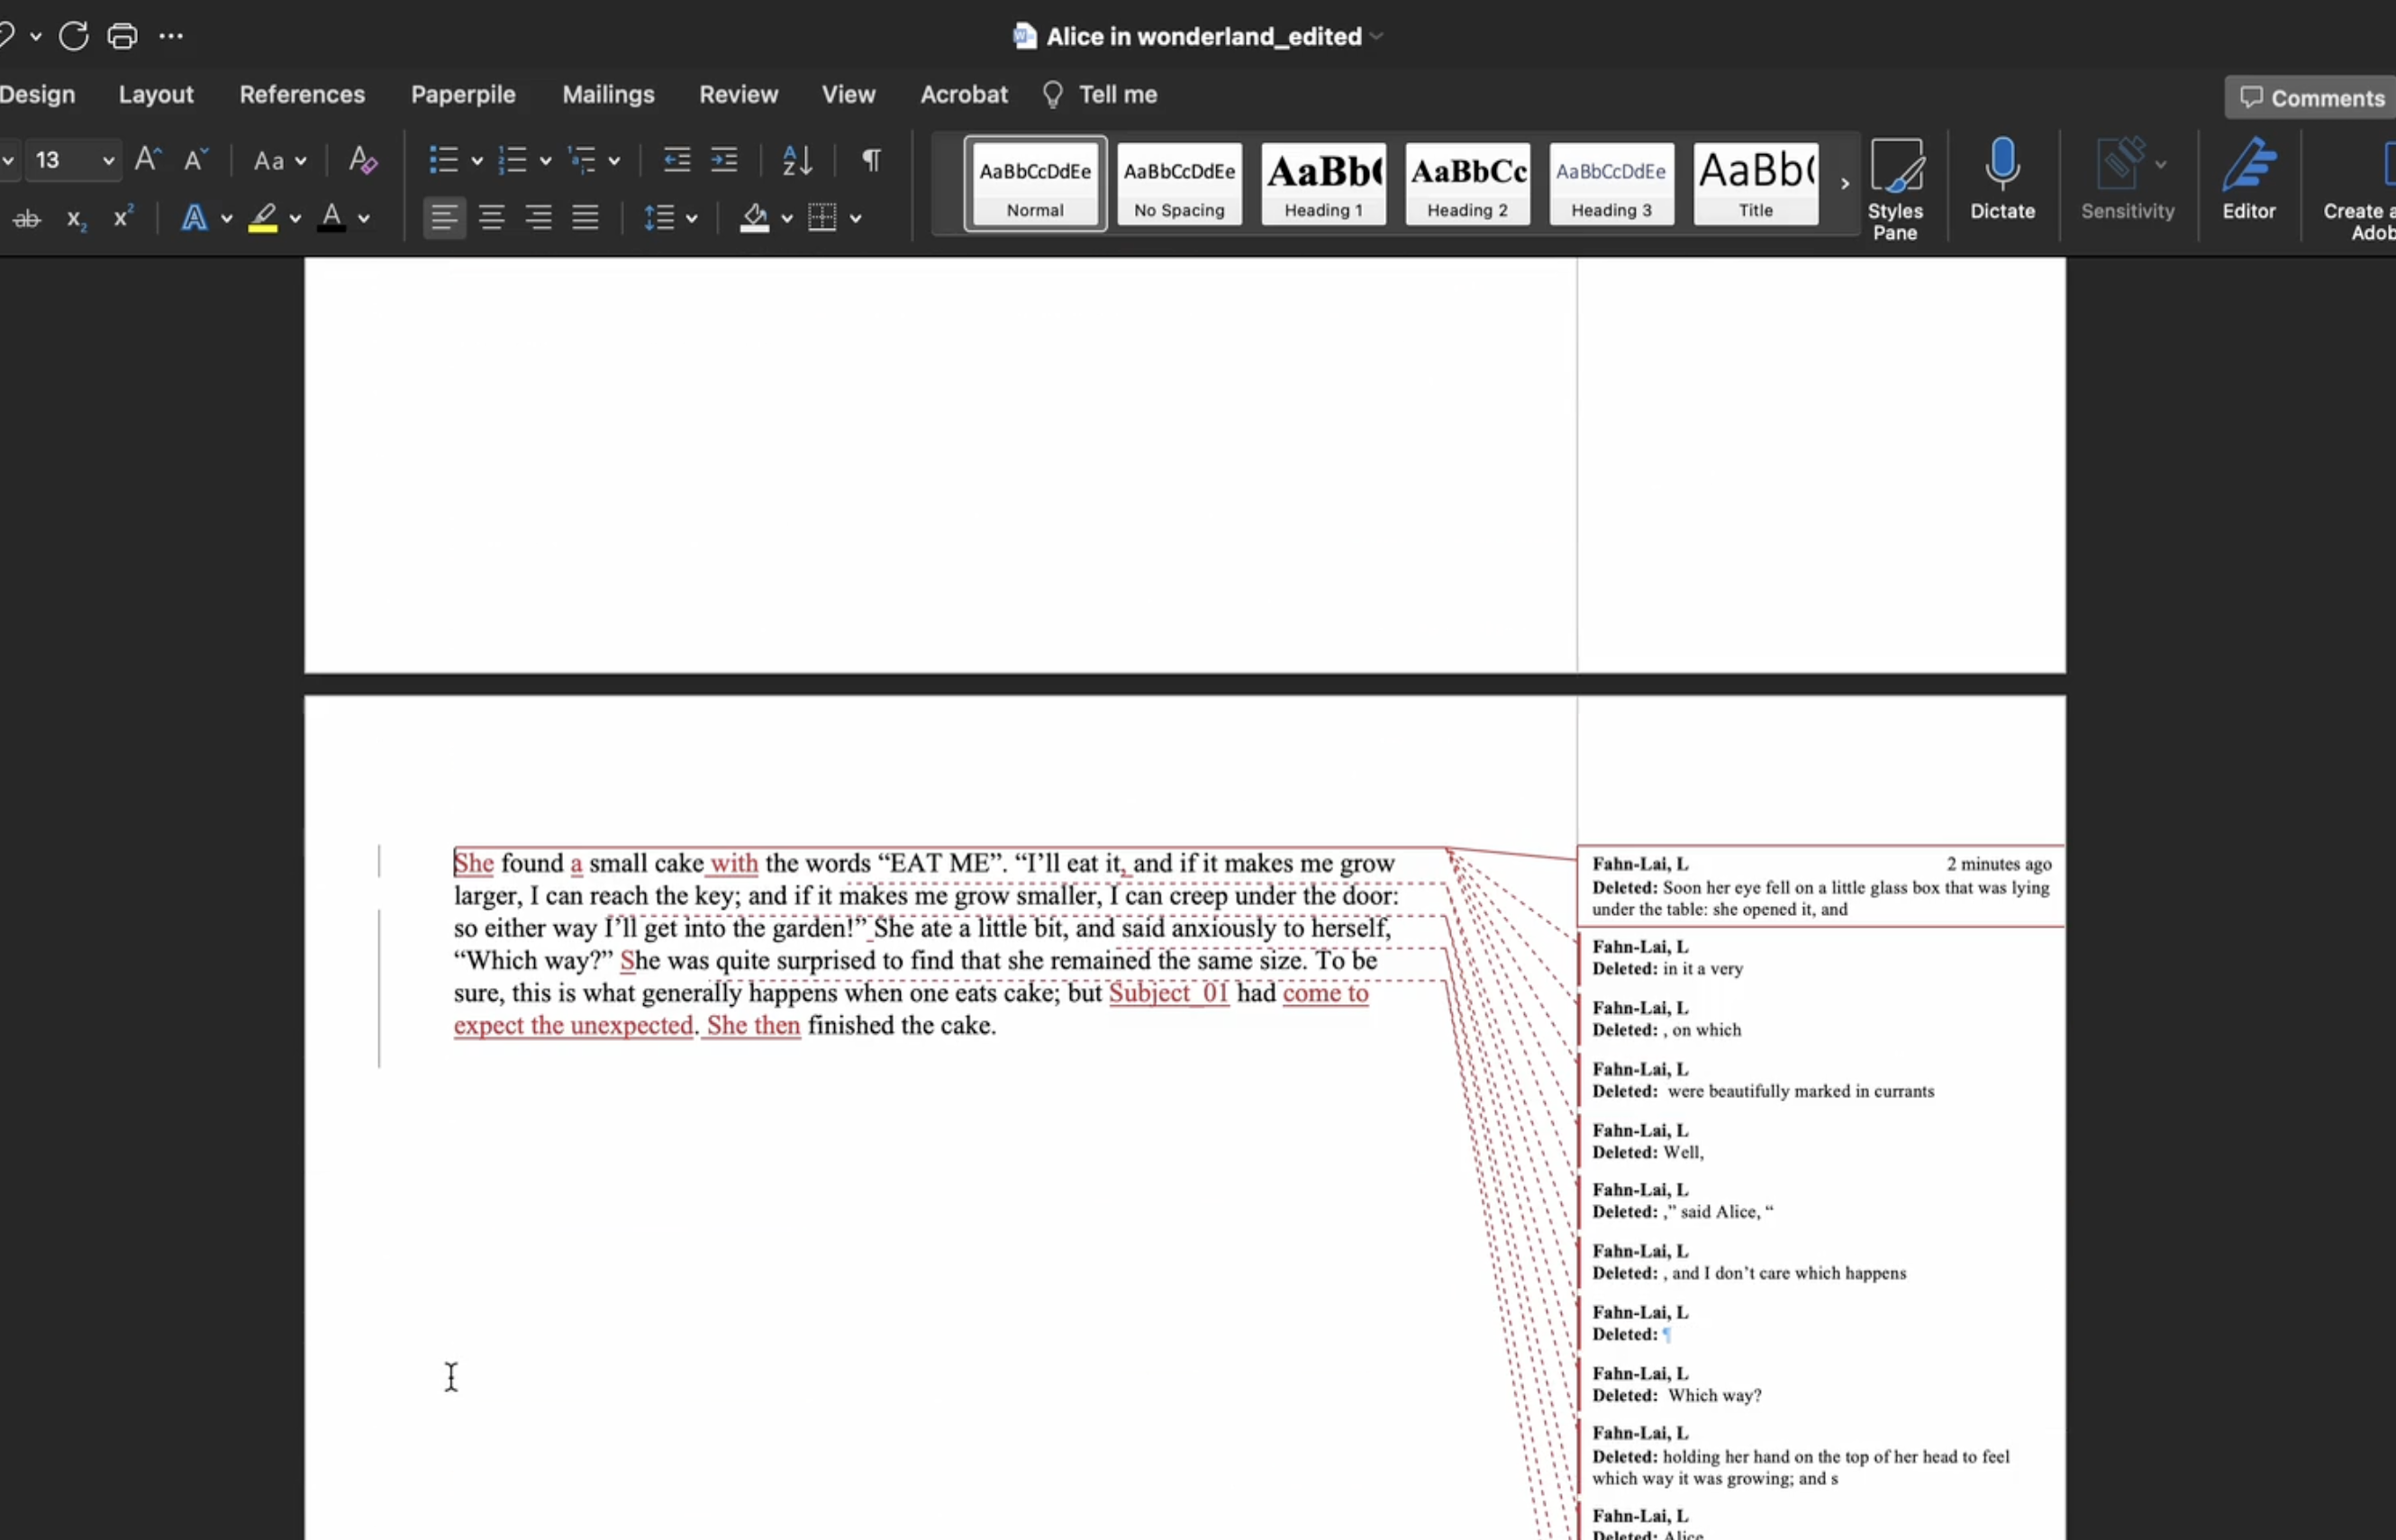 Alice in wonderland_edited
Design Layout References Paperpile Mailings Review View Acrobat Tell me Comments
13 Aa
AaBbCcDdEe AaBbCcDdEe AaBb( AaBbCc AaBbCcDdEe AaBb(
Normal No Spacing Heading 1 Heading 2 Heading 3 Title
Styles Pane
Dictate
Sensitivity
Editor
Create a
Adob
She found a small cake with the words “EAT ME”. “I’ll eat it, and if it makes me grow
larger, I can reach the key; and if it makes me grow smaller, I can creep under the door:
so either way I’ll get into the garden!” She ate a little bit, and said anxiously to herself,
“Which way?” She was quite surprised to find that she remained the same size. To be
sure, this is what generally happens when one eats cake; but Subject_01 had come to
expect the unexpected. She then finished the cake.
Fahn-Lai, L 2 minutes ago
Deleted: Soon her eye fell on a little glass box that was lying
under the table: she opened it, and
Fahn-Lai, L
Deleted: in it a very
Fahn-Lai, L
Deleted: , on which
Fahn-Lai, L
Deleted: were beautifully marked in currants
Fahn-Lai, L
Deleted: Well,
Fahn-Lai, L
Deleted: ,” said Alice, “
Fahn-Lai, L
Deleted: , and I don’t care which happens
Fahn-Lai, L
Deleted: ¶
Fahn-Lai, L
Deleted: Which way?
Fahn-Lai, L
Deleted: holding her hand on the top of her head to feel
which way it was growing; and s
Fahn-Lai, L
Deleted: Alice